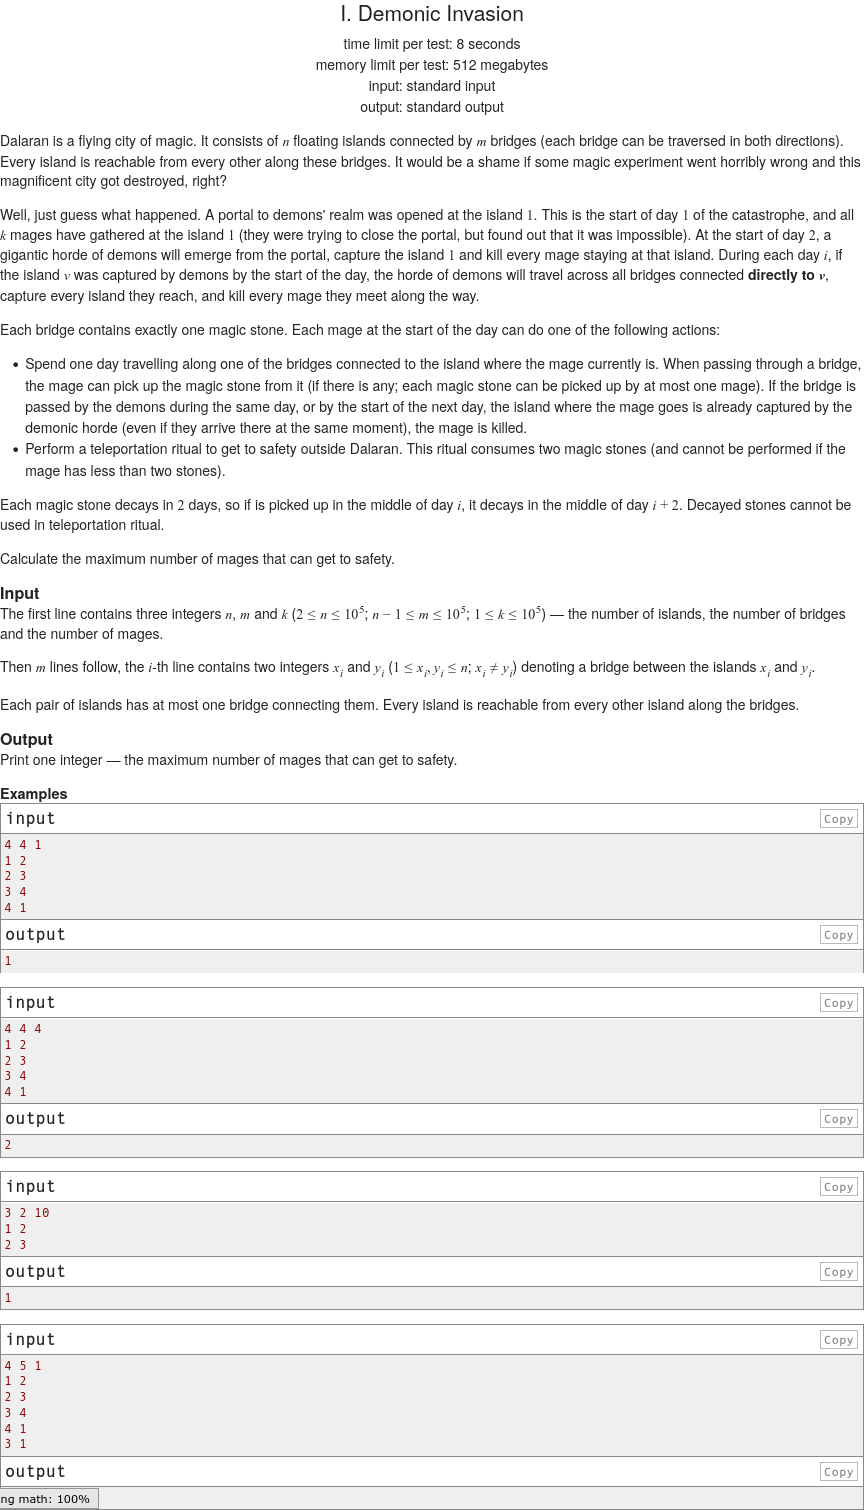 I. Demonic Invasion
time limit per test: 8 seconds
memory limit per test: 512 megabytes
input: standard input
output: standard output
Dalaran is a flying city of magic. It consists of n floating islands connected by m bridges (each bridge can be traversed in both directions).
Every island is reachable from every other along these bridges. It would be a shame if some magic experiment went horribly wrong and this
magnificent city got destroyed, right?
Well, just guess what happened. A portal to demons' realm was opened at the island 1. This is the start of day 1 of the catastrophe, and all
k mages have gathered at the island 1 (they were trying to close the portal, but found out that it was impossible). At the start of day 2, a
gigantic horde of demons will emerge from the portal, capture the island 1 and kill every mage staying at that island. During each day i, if
the island v was captured by demons by the start of the day, the horde of demons will travel across all bridges connected directly to v,
capture every island they reach, and kill every mage they meet along the way.
Each bridge contains exactly one magic stone. Each mage at the start of the day can do one of the following actions:
• Spend one day travelling along one of the bridges connected to the island where the mage currently is. When passing through a bridge,
the mage can pick up the magic stone from it (if there is any; each magic stone can be picked up by at most one mage). If the bridge is
passed by the demons during the same day, or by the start of the next day, the island where the mage goes is already captured by the
demonic horde (even if they arrive there at the same moment), the mage is killed.
• Perform a teleportation ritual to get to safety outside Dalaran. This ritual consumes two magic stones (and cannot be performed if the
mage has less than two stones).
Each magic stone decays in 2 days, so if is picked up in the middle of day i, it decays in the middle of day i + 2. Decayed stones cannot be
used in teleportation ritual.
Calculate the maximum number of mages that can get to safety.
Input
The first line contains three integers n, m and k (2 ≤ n ≤ 10^5; n − 1 ≤ m ≤ 10^5; 1 ≤ k ≤ 10^5) — the number of islands, the number of bridges
and the number of mages.
Then m lines follow, the i-th line contains two integers x_i and y_i (1 ≤ x_i, y_i ≤ n; x_i ≠ y_i) denoting a bridge between the islands x_i and y_i.
Each pair of islands has at most one bridge connecting them. Every island is reachable from every other island along the bridges.
Output
Print one integer — the maximum number of mages that can get to safety.
Examples
input
Copy
4 4 1
1 2
2 3
3 4
4 1
output
Copy
1
input
Copy
4 4 4
1 2
2 3
3 4
4 1
output
Copy
2
input
Copy
3 2 10
1 2
2 3
output
Copy
1
input
Copy
4 5 1
1 2
2 3
3 4
4 1
3 1
output
Copy
ng math: 100%